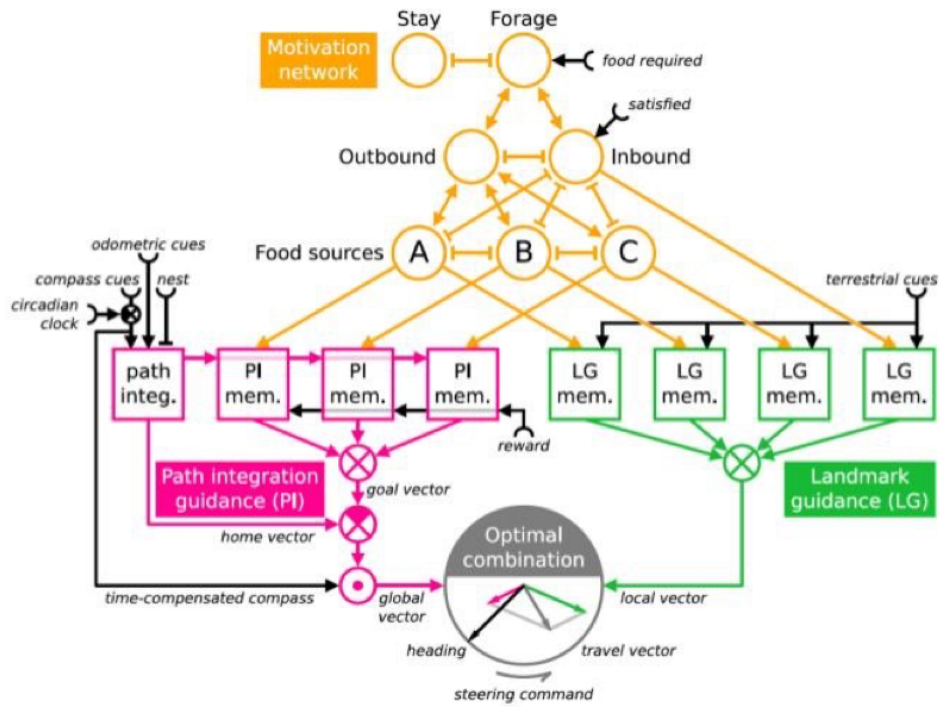 Stay
Forage
Motivation
network
food required
satisfied
Outbound
Inbound
odometric cues
Food sources
A
B
C
compass cues
nest
terrestrial cues
circadian
clock
path
integ.
PI
mem.
PI
mem.
PI
mem.
LG
mem.
LG
mem.
LG
mem.
LG
mem.
reward
Path integration
guidance (PI)
goal vector
Landmark
guidance (LG)
home vector
Optimal
combination
time-compensated compass
global
vector
local vector
heading
travel vector
steering command